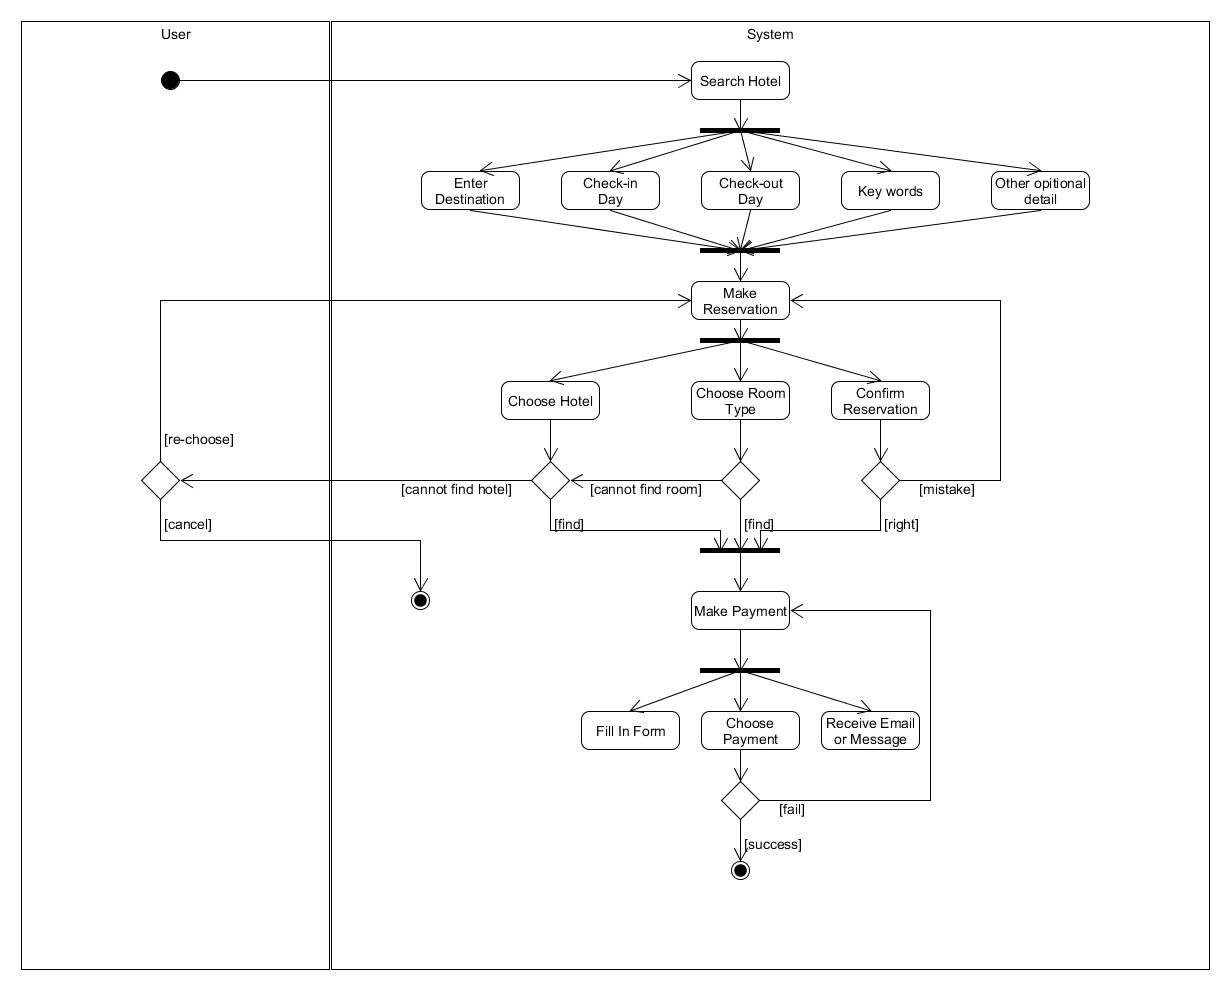 User
System
Search Hotel
Enter
Destination
Check-in
Day
Check-out
Day
Key words
Other opitional
detail
Make
Reservation
Choose Hotel
Choose Room
Type
Confirm
Reservation
[re-choose]
[cannot find hotel]
[cannot find room]
[mistake]
[cancel]
[find]
[find]
[right]
Make Payment
Fill In Form
Choose
Payment
Receive Email
or Message
[fail]
[success]